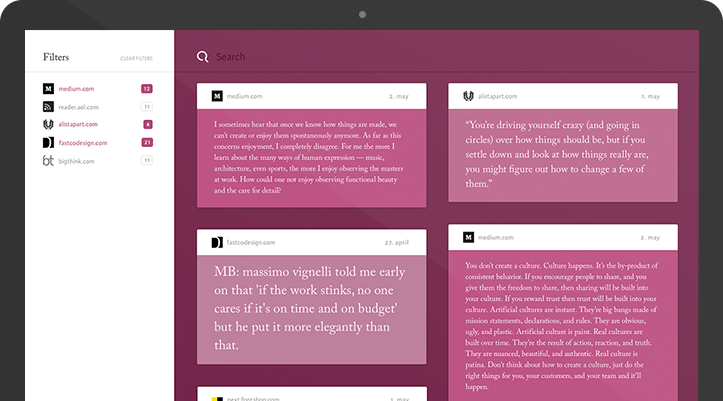 Filters
CLEAR FILTERS
medium.com 12
reader.aol.com 11
alistapart.com 4
fastcodesign.com 21
bigthink.com 11
Search
medium.com 2. may
I sometimes hear that once we know how things are made, we
can't create or enjoy them spontaneously anymore. As far as this
concerns enjoyment, I completely disagree. For me the more I
learn about the many ways of human expression — music,
architecture, even sports, the more I enjoy observing the masters
at work. How could one not enjoy observing functional beauty
and the care for detail?
fastcodesign.com 27. april
MB: massimo vignelli told me early
on that 'if the work stinks, no one
cares if it's on time and on budget'
but he put it more elegantly than
that.
next.fontshop.com 1. may
alistapart.com 1. may
“You're driving yourself crazy (and going in
circles) over how things should be, but if you
settle down and look at how things really are,
you might figure out how to change a few of
them.”
medium.com 2. may
You don't create a culture. Culture happens. It's the by-product of
consistent behavior. If you encourage people to share, and you
give them the freedom to share, then sharing will be built into
your culture. If you reward trust then trust will be built into your
culture. Artificial cultures are instant. They're big bangs made of
mission statements, declarations, and rules. They are obvious,
ugly, and plastic. Artificial culture is paint. Real cultures are
built over time. They're the result of action, reaction, and truth.
They are nuanced, beautiful, and authentic. Real culture is
patina. Don't think about how to create a culture, just do the
right things for you, your customers, and your team and it'll
happen.